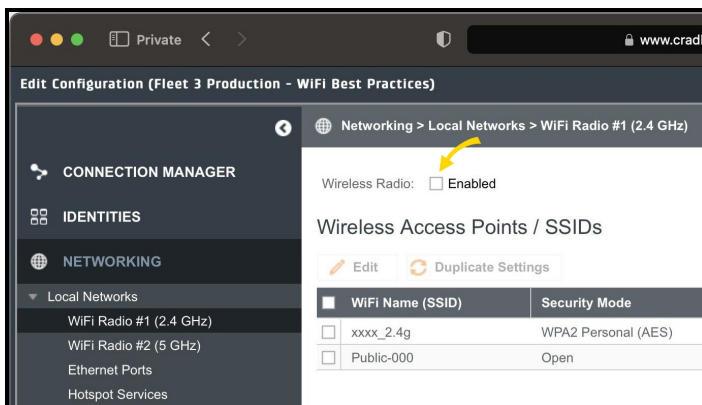 Private
www.cradl
Edit Configuration (Fleet 3 Production - WiFi Best Practices)
Networking > Local Networks > WiFi Radio #1 (2.4 GHz)
CONNECTION MANAGER
IDENTITIES
NETWORKING
Local Networks
WiFi Radio #1 (2.4 GHz)
WiFi Radio #2 (5 GHz)
Ethernet Ports
Hotspot Services
Wireless Radio: Enabled
Wireless Access Points / SSIDs
Edit Duplicate Settings
WiFi Name (SSID) Security Mode
xxxx_2.4g WPA2 Personal (AES)
Public-000 Open